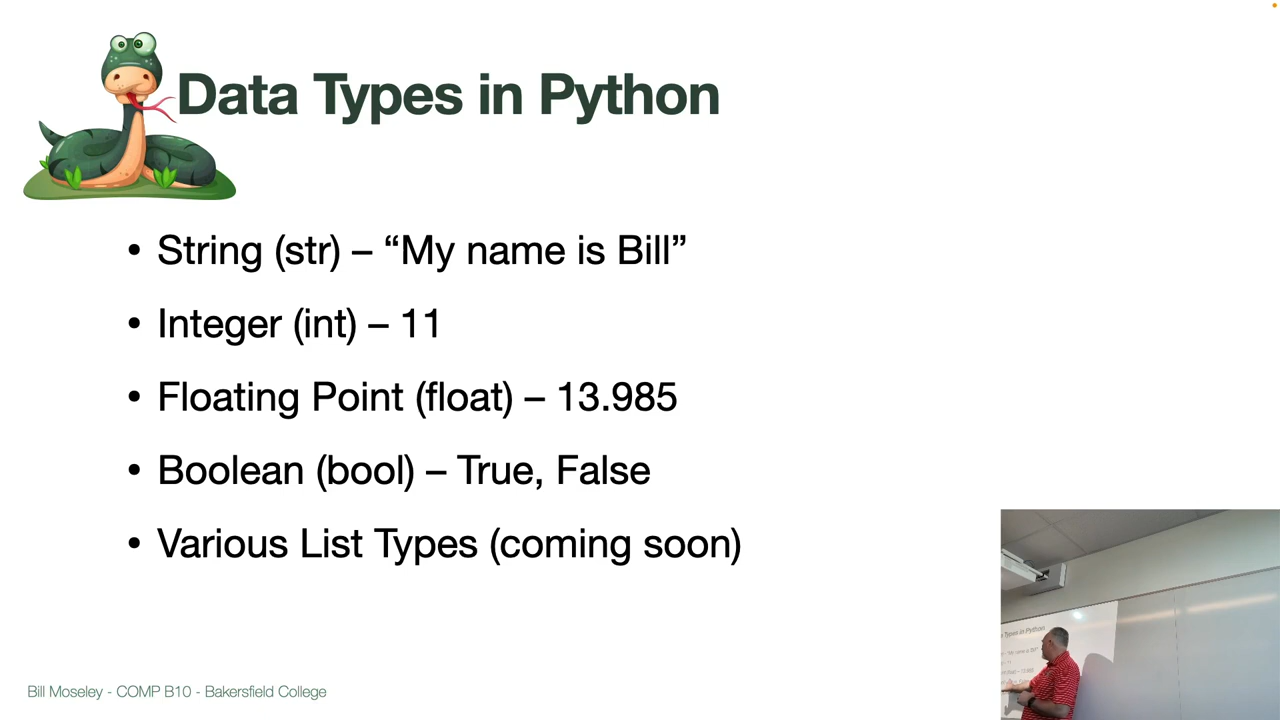 Data Types in Python
• String (str) – “My name is Bill”
• Integer (int) – 11
• Floating Point (float) – 13.985
• Boolean (bool) – True, False
• Various List Types (coming soon)
Bill Moseley - COMP B10 - Bakersfield College